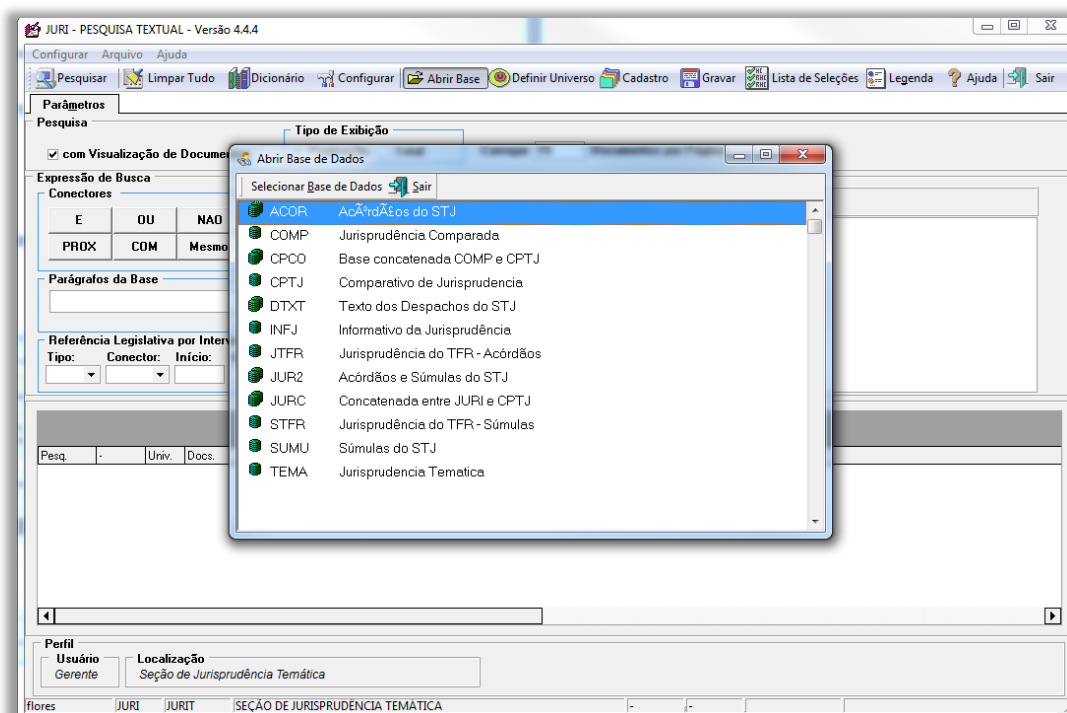 JURI - PESQUISA TEXTUAL - Versão 4.4.4
Configurar Arquivo Ajuda
Pesquisar Limpar Tudo Dicionário Configurar Abrir Base Definir Universo Cadastro Gravar Lista de Seleções Legenda Ajuda Sair
Parâmetros
Pesquisa
Tipo de Exibição
com Visualização de Documen
Abrir Base de Dados
Selecionar Base de Dados Sair
Expressão de Busca
Conectores
E OU NAO
PROX COM Mesmo
Parágrafos da Base
Referência Legislativa por Interv
Tipo: Conector: Início:
ACOR AcÃ³rdÃ£os do STJ
COMP Jurisprudência Comparada
CPCO Base concatenada COMP e CPTJ
CPTJ Comparativo de Jurisprudencia
DTXT Texto dos Despachos do STJ
INFJ Informativo da Jurisprudência
JTFR Jurisprudência do TFR - Acórdãos
JUR2 Acórdãos e Súmulas do STJ
JURC Concatenada entre JURI e CPTJ
STFR Jurisprudência do TFR - Súmulas
SUMU Súmulas do STJ
TEMA Jurisprudencia Tematica
Pesq. - Univ. Docs.
Perfil
Usuário Localização
Gerente Seção de Jurisprudência Temática
flores JURI JURIT SEÇÃO DE JURISPRUDÊNCIA TEMÁTICA - -